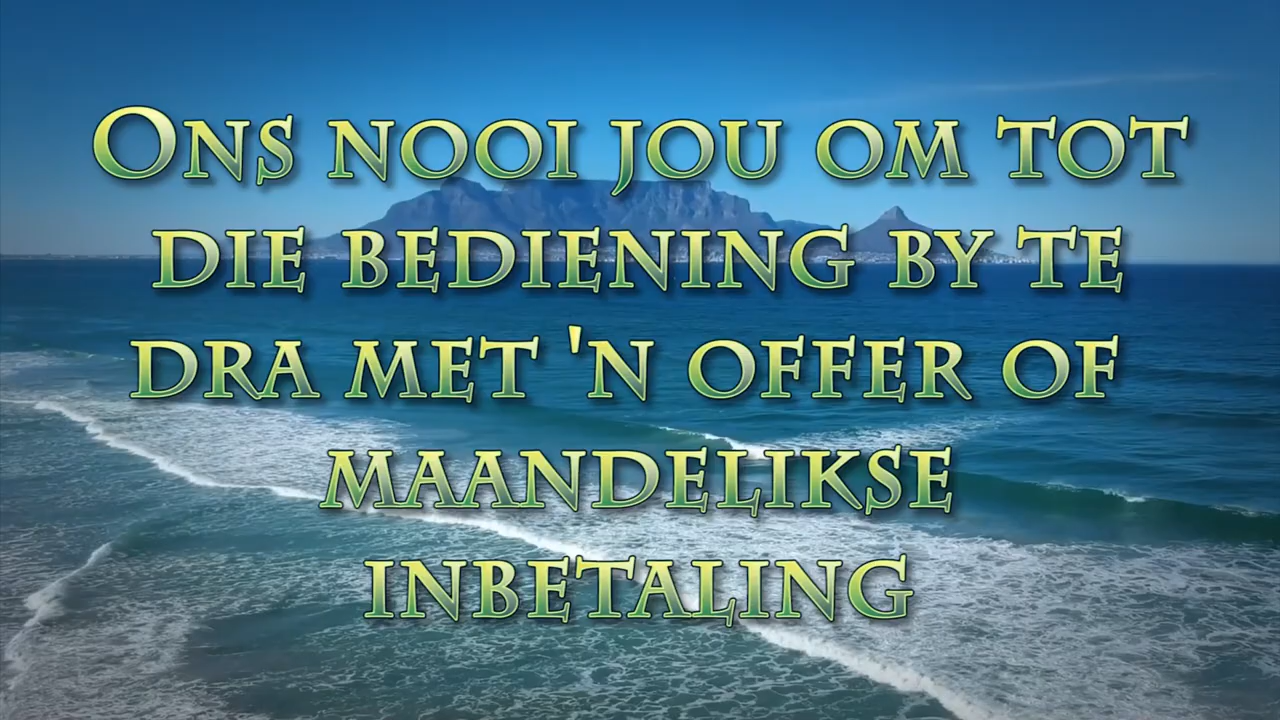 Ons nooi jou om tot
die bediening by te
dra met 'n offer of
maandelikse
inbetaling